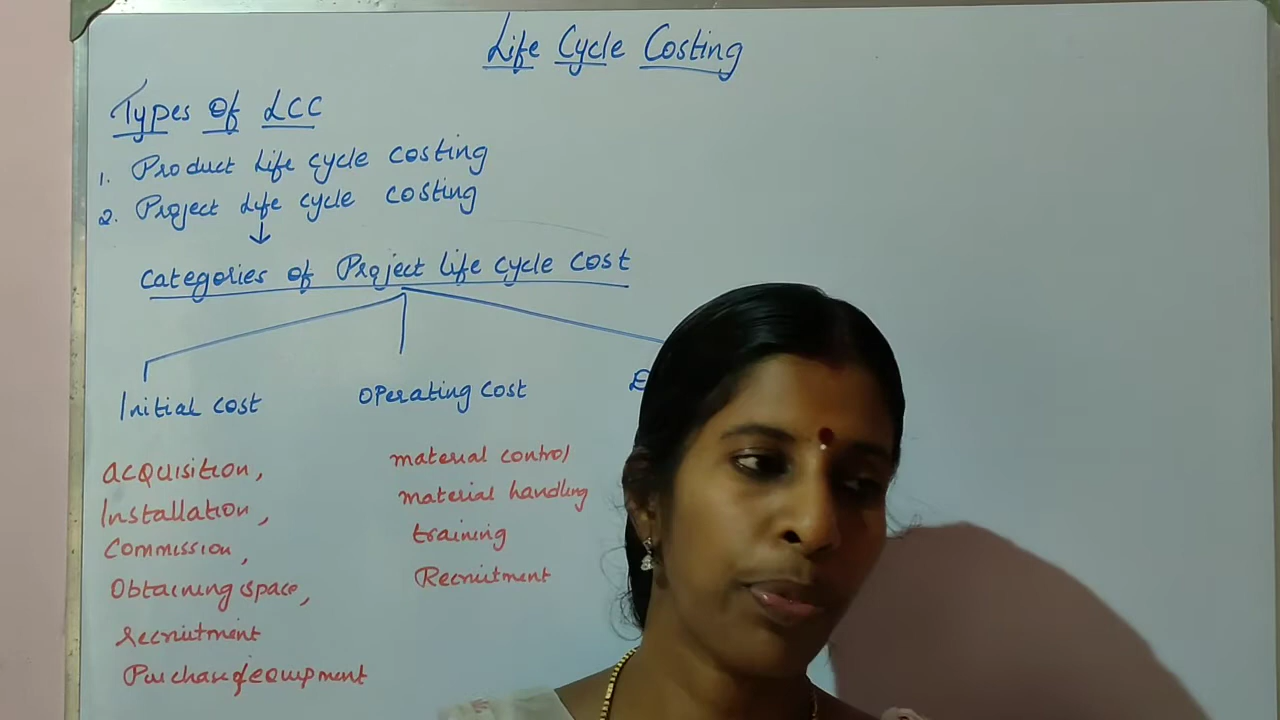 Life Cycle Costing
Types Of LCC
1. Product Life cycle costing
2. Project Life cycle costing
↓
Categories of Project Life cycle cost
Initial cost
acquisition,
Installation,
Commission,
Obtaining space,
recruitment
Purchase of equipment
Operating cost
material control
material handling
training
Recruitment